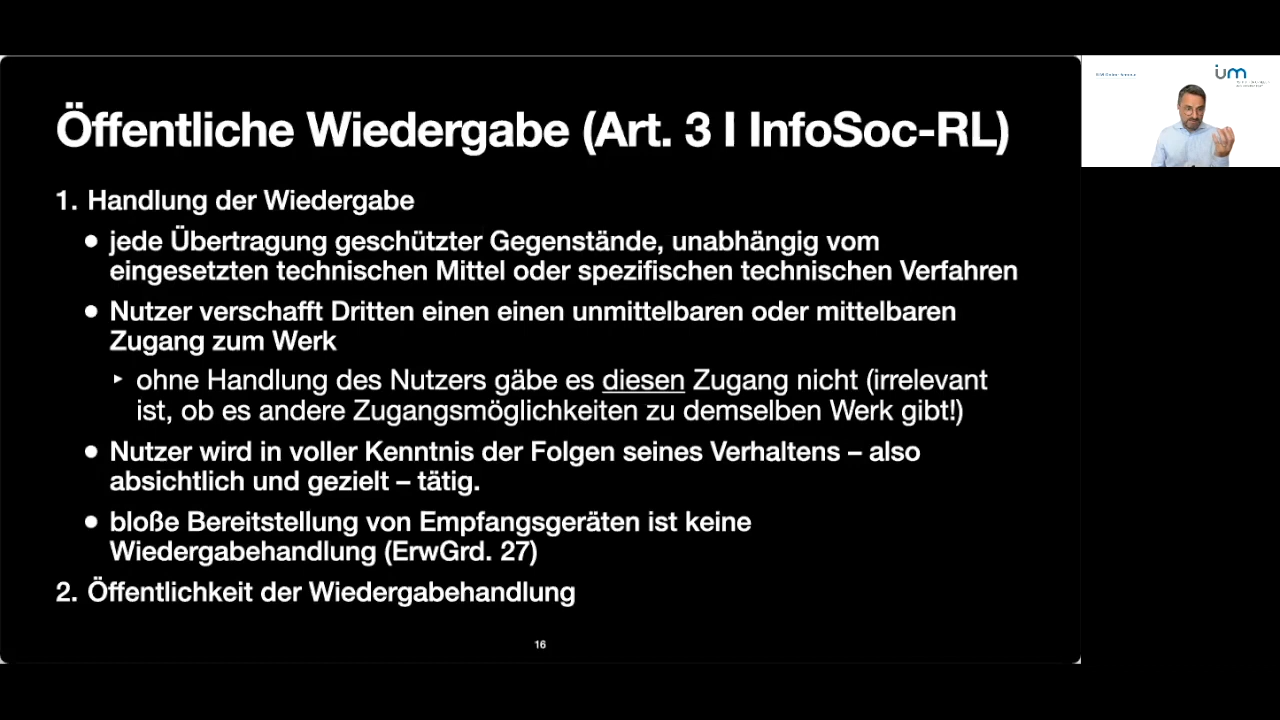 Öffentliche Wiedergabe (Art. 3 I InfoSoc-RL)
1. Handlung der Wiedergabe
• jede Übertragung geschützter Gegenstände, unabhängig vom
eingesetzten technischen Mittel oder spezifischen technischen Verfahren
• Nutzer verschafft Dritten einen einen unmittelbaren oder mittelbaren
Zugang zum Werk
‣ ohne Handlung des Nutzers gäbe es diesen Zugang nicht (irrelevant
ist, ob es andere Zugangsmöglichkeiten zu demselben Werk gibt!)
• Nutzer wird in voller Kenntnis der Folgen seines Verhaltens – also
absichtlich und gezielt – tätig.
• bloße Bereitstellung von Empfangsgeräten ist keine
Wiedergabehandlung (ErwGrd. 27)
2. Öffentlichkeit der Wiedergabehandlung
16